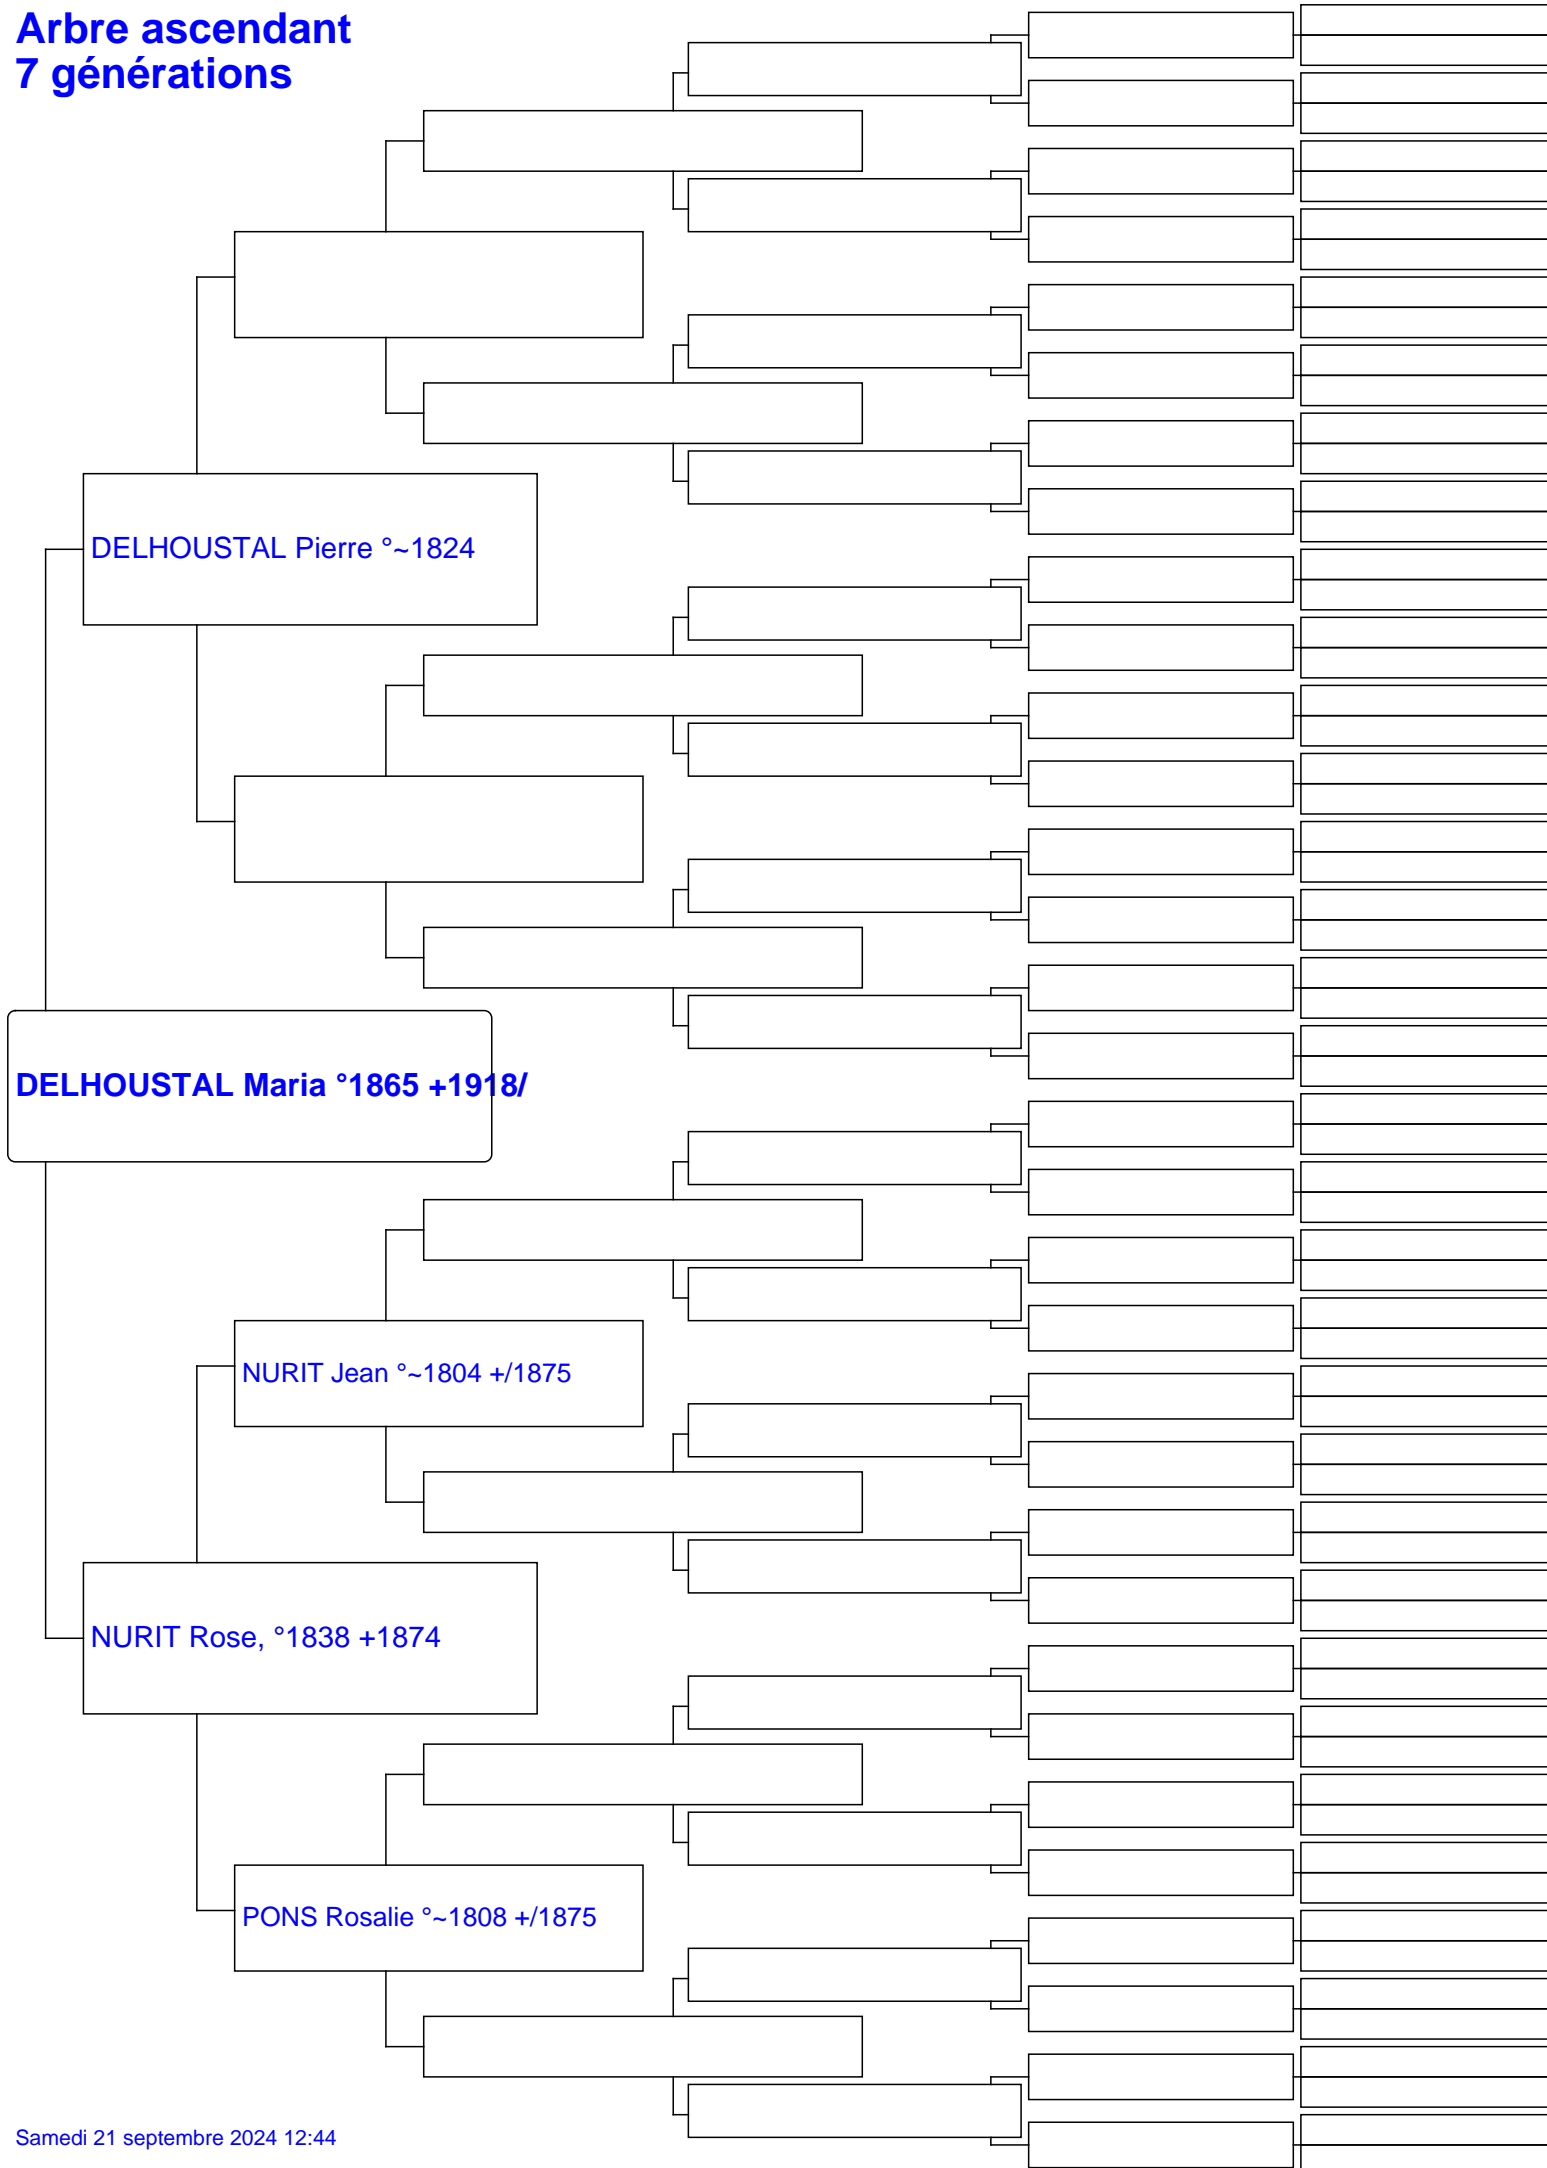 Arbre ascendant
7 générations
DELHOUSTAL Pierre °~1824
DELHOUSTAL Maria °1865 +1918/
NURIT Jean °~1804 +/1875
NURIT Rose, °1838 +1874
PONS Rosalie °~1808 +/1875
Samedi 21 septembre 2024 12:44